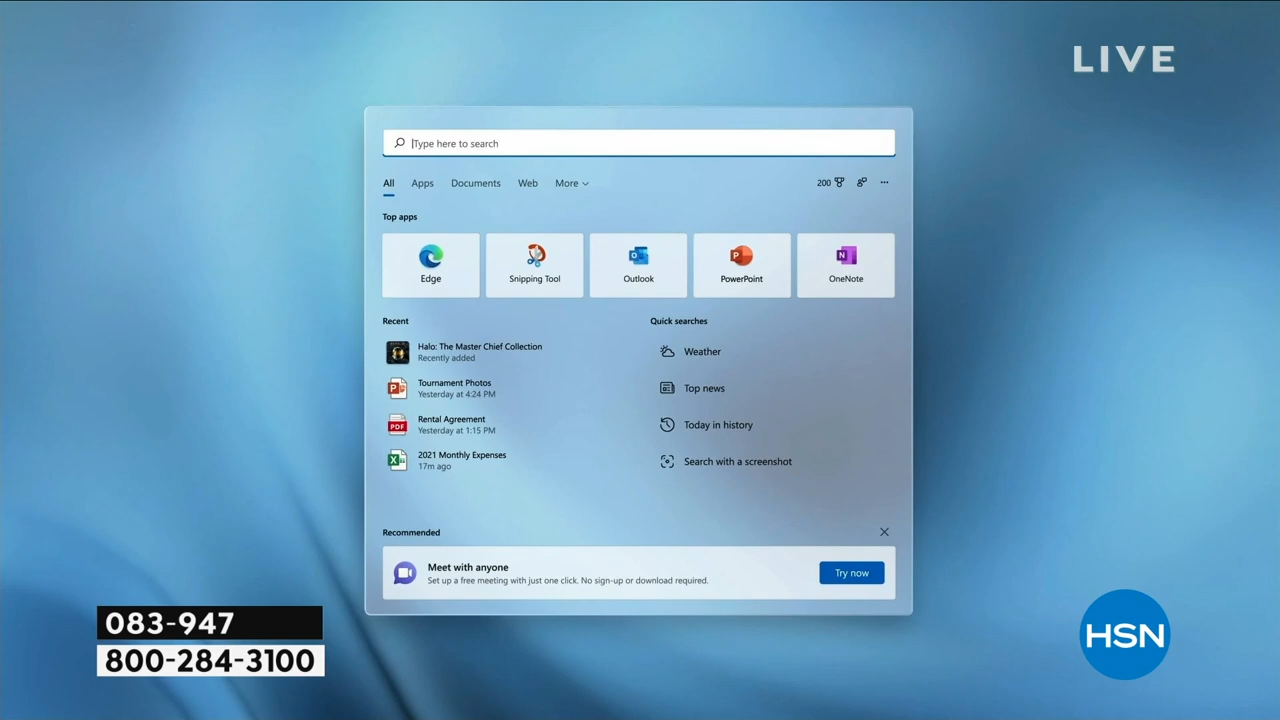 LIVE
Type here to search
All Apps Documents Web More 200
Top apps
Edge Snipping Tool Outlook PowerPoint OneNote
Recent
Halo: The Master Chief Collection
Recently added
Tournament Photos
Yesterday at 4:24 PM
Rental Agreement
Yesterday at 1:15 PM
2021 Monthly Expenses
17m ago
Quick searches
Weather
Top news
Today in history
Search with a screenshot
Recommended
Meet with anyone
Set up a free meeting with just one click. No sign-up or download required.
Try now
083-947
800-284-3100
HSN